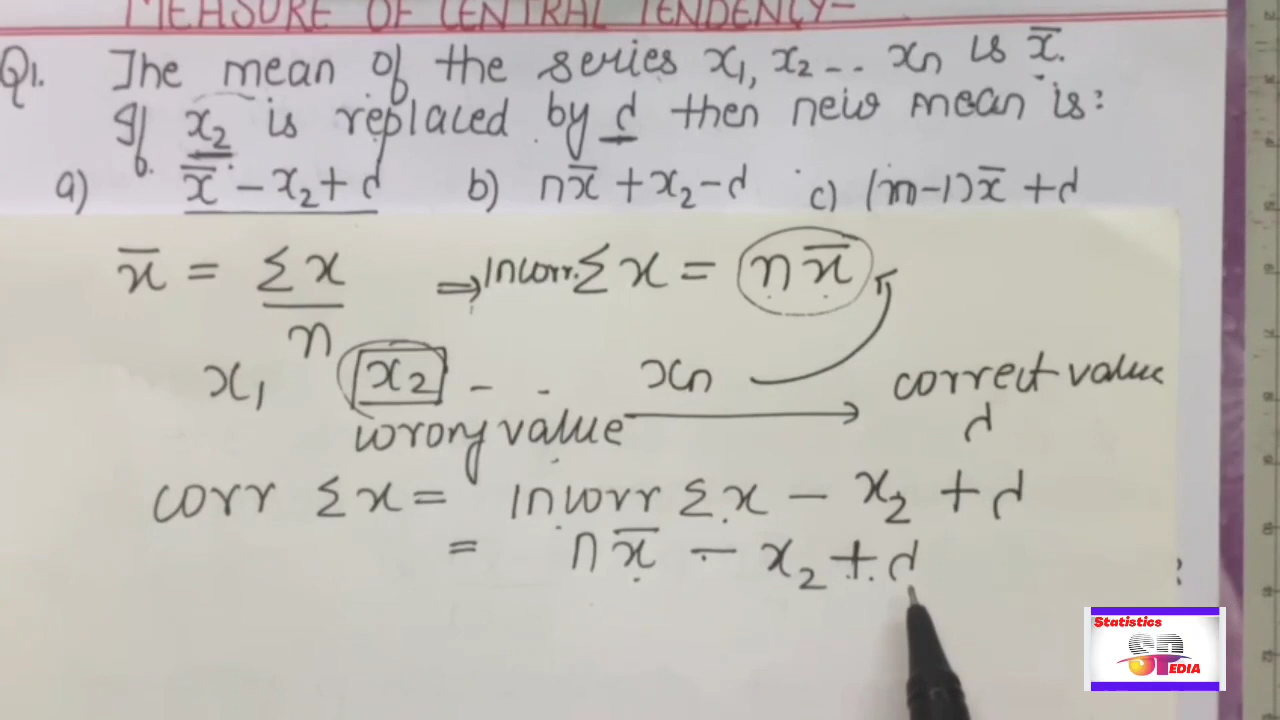 MEASURE OF CENTRAL TENDENCY-
Q1. The mean of the series x₁, x₂ -- xₙ is x̅.
If x₂ is replaced by d then new mean is:
a) x̅ - x₂ + d b) nx̅ + x₂ - d c) (n-1)x̅ + d
x̅ = Σx / n ⇒ Incorr. Σx = nx̅
x₁ x₂ - - xₙ
wrong value → correct value d
corr Σx = incorr Σx - x₂ + d
= nx̅ - x₂ + d
Statistics
PEDIA